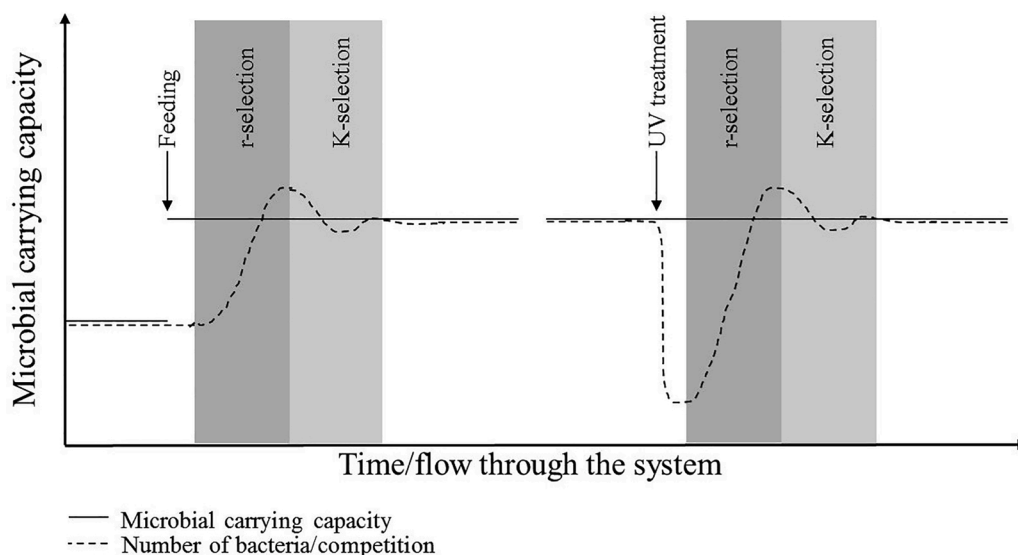 Microbial carrying capacity
Feeding
r-selection
K-selection
UV treatment
r-selection
K-selection
Time/flow through the system
Microbial carrying capacity
Number of bacteria/competition